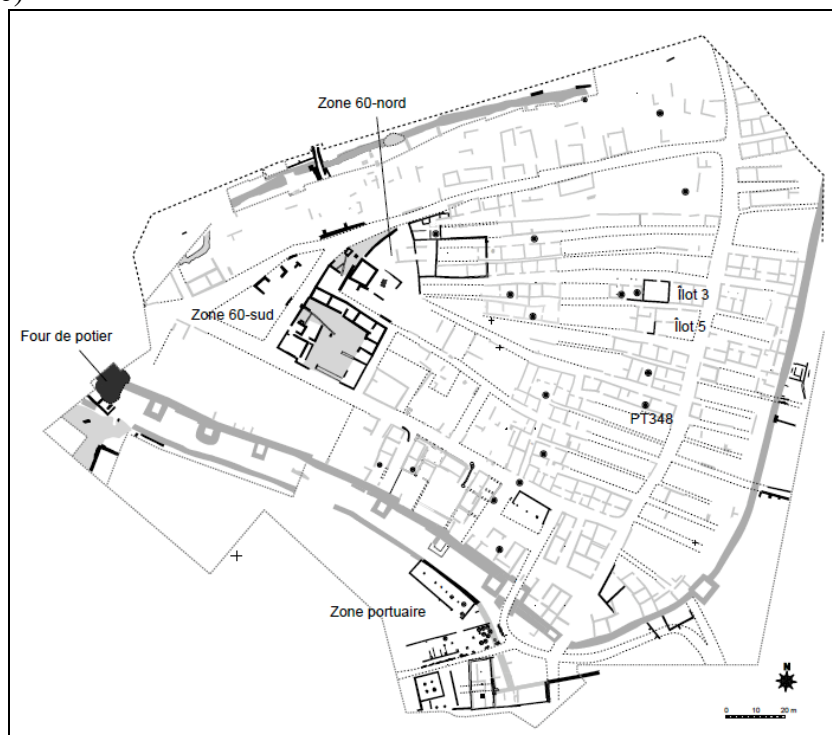 Zone 60-nord
Îlot 3
Zone 60-sud
Îlot 5
Four de potier
PT348
Zone portuaire
N
0 10 20 m